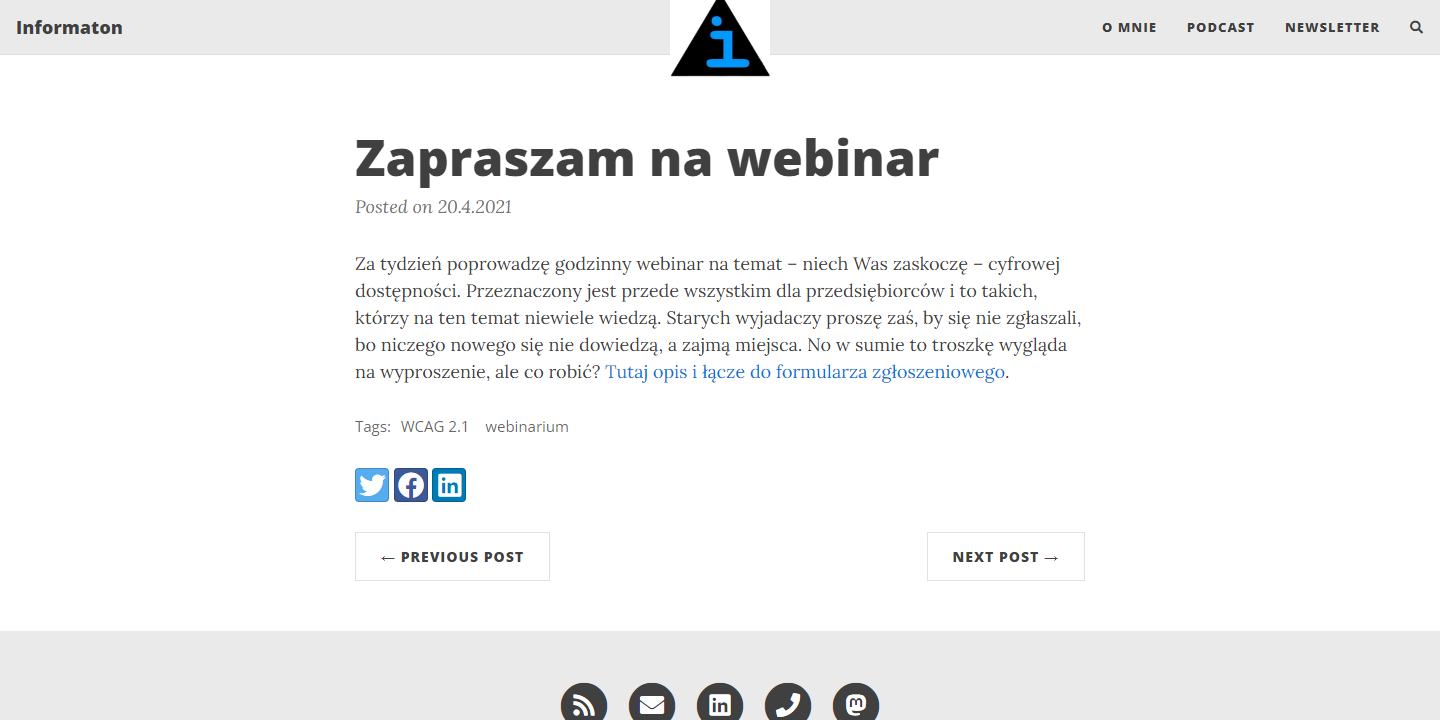 Informaton
O MNIE PODCAST NEWSLETTER
Zapraszam na webinar
Posted on 20.4.2021
Za tydzień poprowadzę godzinny webinar na temat – niech Was zaskoczę – cyfrowej
dostępności. Przeznaczony jest przede wszystkim dla przedsiębiorców i to takich,
którzy na ten temat niewiele wiedzą. Starych wyjadaczy proszę zaś, by się nie zgłaszali,
bo niczego nowego się nie dowiedzą, a zajmą miejsca. No w sumie to troszkę wygląda
na wyproszenie, ale co robić? Tutaj opis i łącze do formularza zgłoszeniowego.
Tags: WCAG 2.1 webinarium
← PREVIOUS POST
NEXT POST →